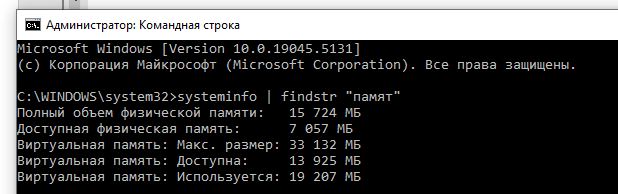 Администратор: Командная строка
Microsoft Windows [Version 10.0.19045.5131]
(c) Корпорация Майкрософт (Microsoft Corporation). Все права защищены.
C:\WINDOWS\system32>systeminfo | findstr "памят"
Полный объем физической памяти:   15 724 МБ
Доступная физическая память:      7 057 МБ
Виртуальная память: Макс. размер: 33 132 МБ
Виртуальная память: Доступна:     13 925 МБ
Виртуальная память: Используется: 19 207 МБ